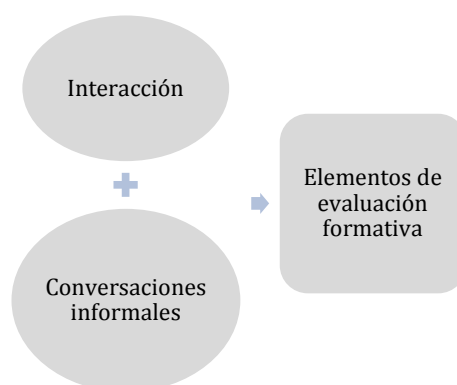 Interacción
Conversaciones
informales
Elementos de
evaluación
formativa